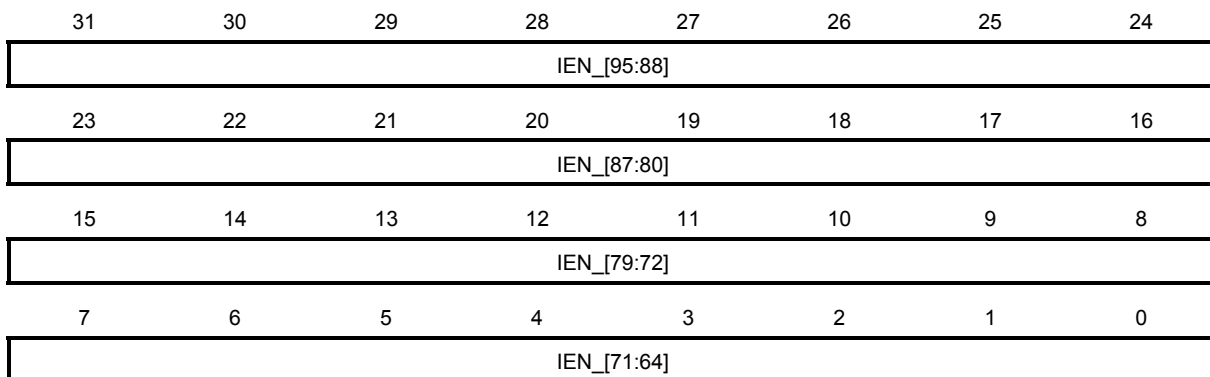 31 30 29 28 27 26 25 24
IEN_[95:88]
23 22 21 20 19 18 17 16
IEN_[87:80]
15 14 13 12 11 10 9 8
IEN_[79:72]
7 6 5 4 3 2 1 0
IEN_[71:64]